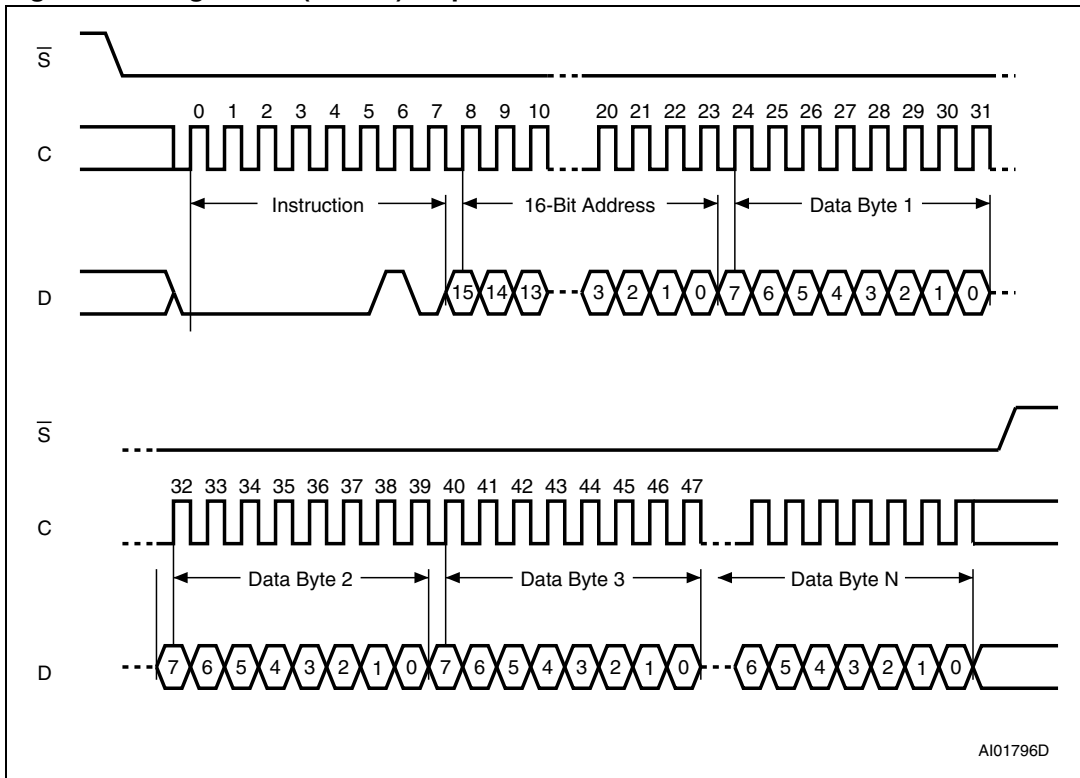 S
0 1 2 3 4 5 6 7 8 9 10 20 21 22 23 24 25 26 27 28 29 30 31
C
Instruction 16-Bit Address Data Byte 1
D 15 14 13 3 2 1 0 7 6 5 4 3 2 1 0
S
32 33 34 35 36 37 38 39 40 41 42 43 44 45 46 47
C
Data Byte 2 Data Byte 3 Data Byte N
D 7 6 5 4 3 2 1 0 7 6 5 4 3 2 1 0 6 5 4 3 2 1 0
AI01796D